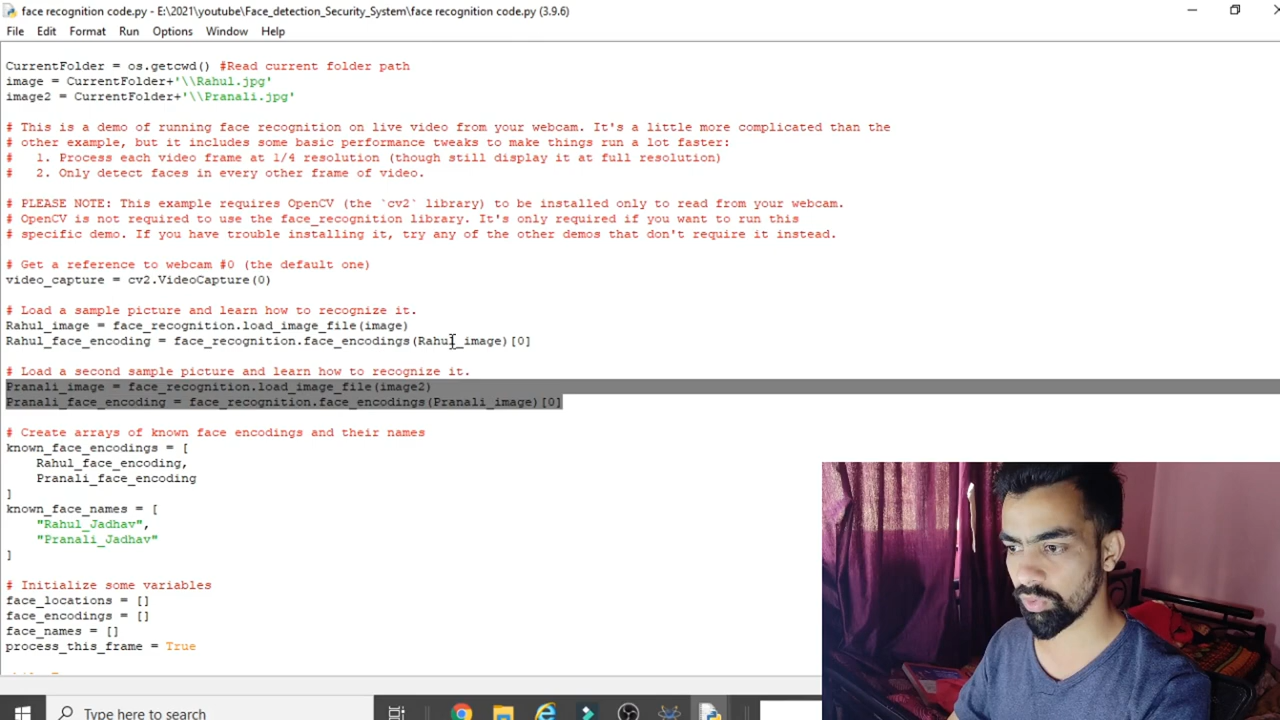 face recognition code.py - E:\2021\youtube\Face_detection_Security_System\face recognition code.py (3.9.6)
File Edit Format Run Options Window Help
CurrentFolder = os.getcwd() #Read current folder path
image = CurrentFolder+'\\Rahul.jpg'
image2 = CurrentFolder+'\\Pranali.jpg'
# This is a demo of running face recognition on live video from your webcam. It's a little more complicated than the
# other example, but it includes some basic performance tweaks to make things run a lot faster:
#   1. Process each video frame at 1/4 resolution (though still display it at full resolution)
#   2. Only detect faces in every other frame of video.
# PLEASE NOTE: This example requires OpenCV (the `cv2` library) to be installed only to read from your webcam.
# OpenCV is not required to use the face_recognition library. It's only required if you want to run this
# specific demo. If you have trouble installing it, try any of the other demos that don't require it instead.
# Get a reference to webcam #0 (the default one)
video_capture = cv2.VideoCapture(0)
# Load a sample picture and learn how to recognize it.
Rahul_image = face_recognition.load_image_file(image)
Rahul_face_encoding = face_recognition.face_encodings(Rahul_image)[0]
# Load a second sample picture and learn how to recognize it.
Pranali_image = face_recognition.load_image_file(image2)
Pranali_face_encoding = face_recognition.face_encodings(Pranali_image)[0]
# Create arrays of known face encodings and their names
known_face_encodings = [
    Rahul_face_encoding,
    Pranali_face_encoding
]
known_face_names = [
    "Rahul_Jadhav",
    "Pranali_Jadhav"
]
# Initialize some variables
face_locations = []
face_encodings = []
face_names = []
process_this_frame = True
Type here to search